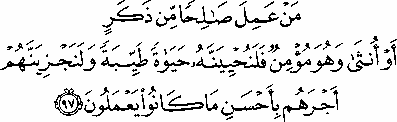 مَنْ عَمِلَ صَـٰلِحًا مِّن ذَكَرٍ
أَوْ أُنثَىٰ وَهُوَ مُؤْمِنٌ فَلَنُحْيِيَنَّهُۥ حَيَوٰةً طَيِّبَةً وَلَنَجْزِيَنَّهُمْ
أَجْرَهُم بِأَحْسَنِ مَا كَانُوا۟ يَعْمَلُونَ ﴿٩٧﴾